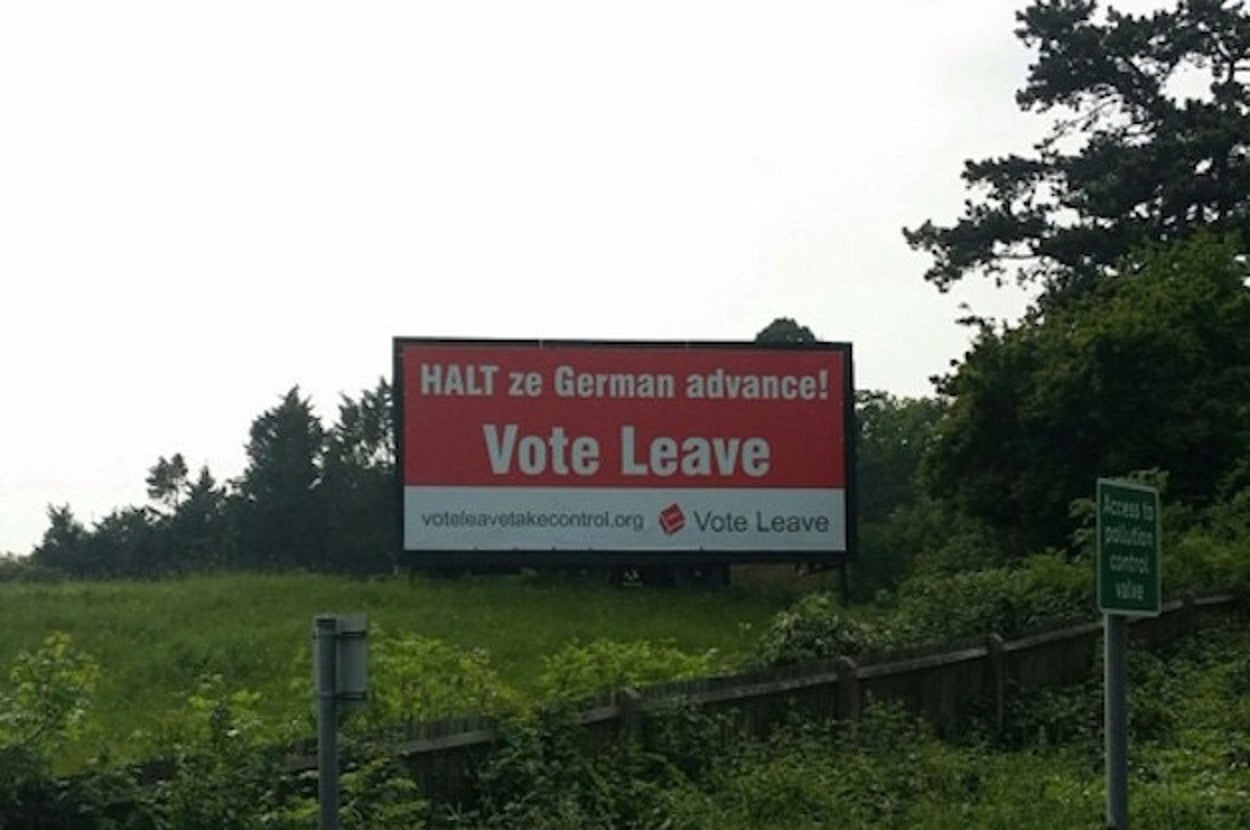 HALT ze German advance!
Vote Leave
voteleavetakecontrol.org Vote Leave
Access to
pollution
control
valve